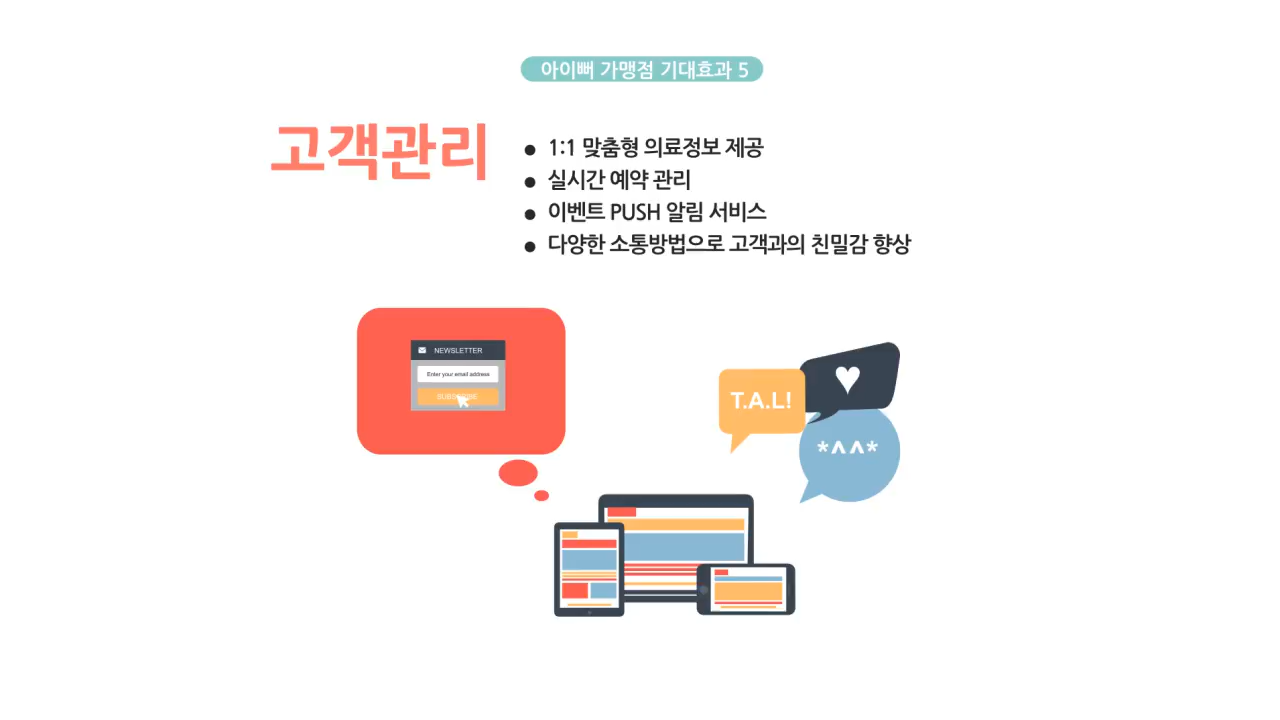 아이뻐 가맹점 기대효과 5
고객관리
● 1:1 맞춤형 의료정보 제공
● 실시간 예약 관리
● 이벤트 PUSH 알림 서비스
● 다양한 소통방법으로 고객과의 친밀감 향상
NEWSLETTER
Enter your email address
SUBSCRIBE
T.A.L!
♥
*^^*